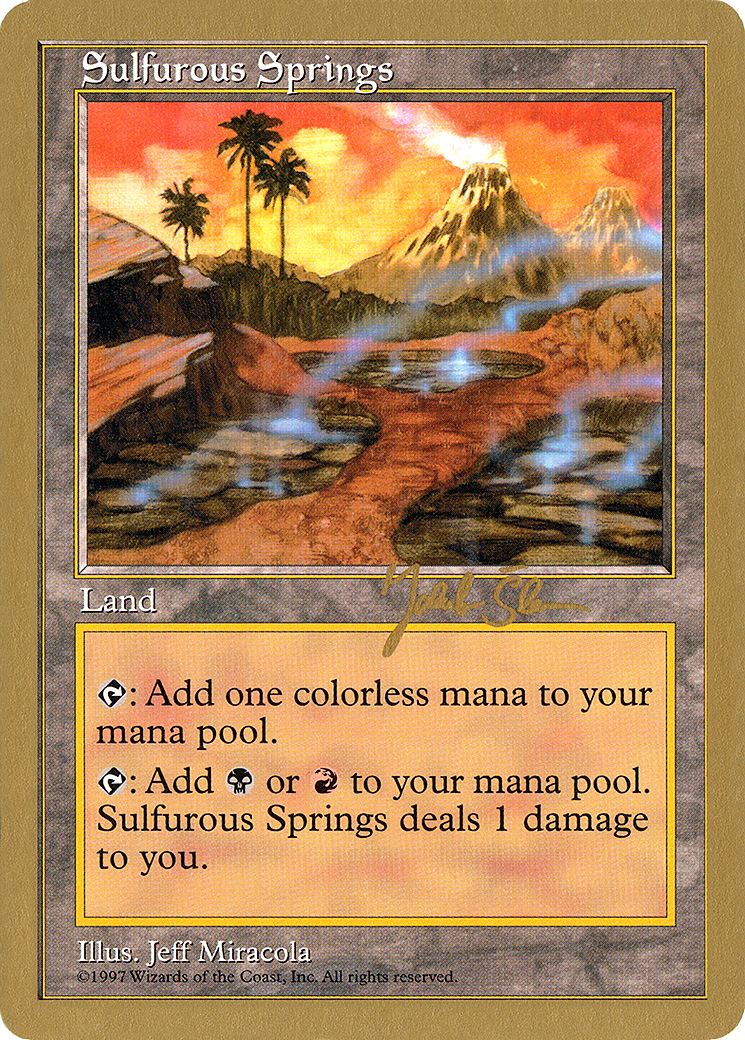 Sulfurous Springs
Land
: Add one colorless mana to your
mana pool.
: Add or to your mana pool.
Sulfurous Springs deals 1 damage
to you.
Illus. Jeff Miracola
©1997 Wizards of the Coast, Inc. All rights reserved.